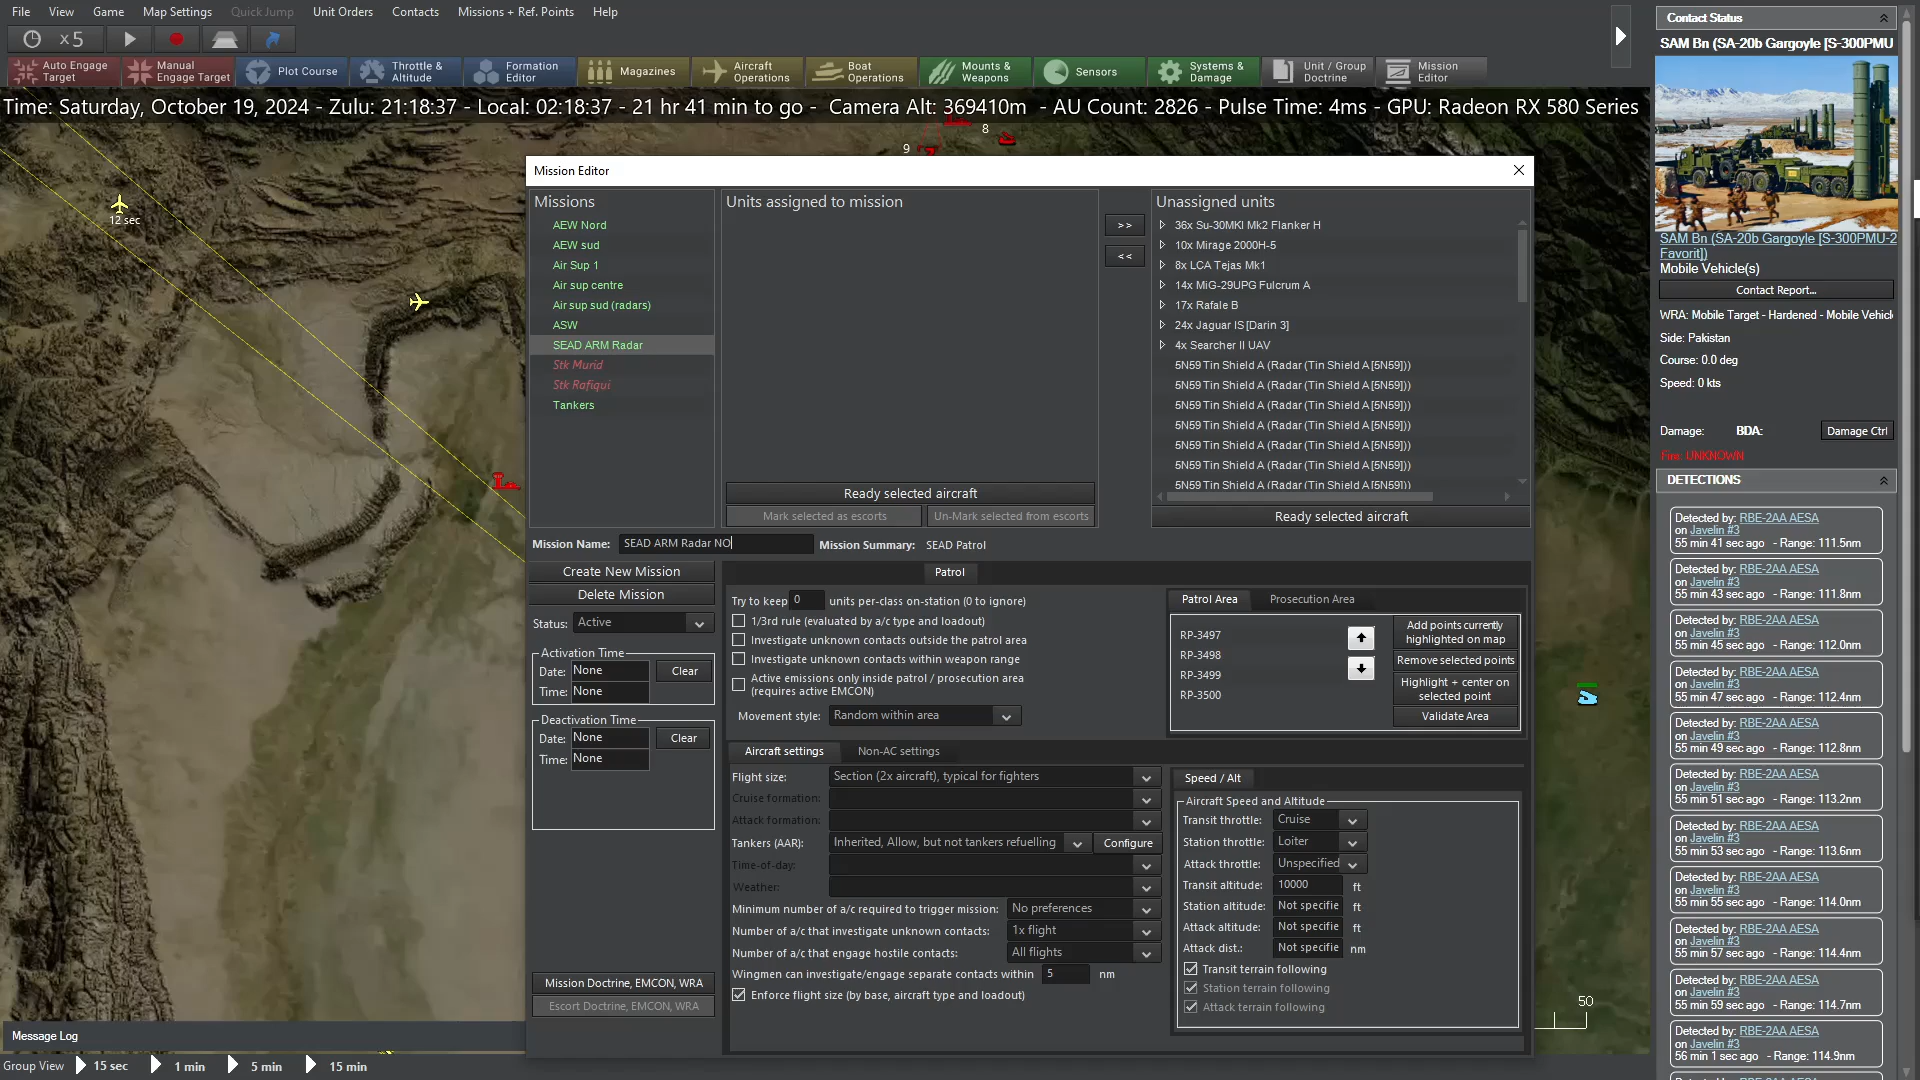 File View Game Map Settings Quick Jump Unit Orders Contacts Missions + Ref. Points Help
x 5
Auto Engage Target
Manual Engage Target
Plot Course
Throttle & Altitude
Formation Editor
Magazines
Aircraft Operations
Boat Operations
Mounts & Weapons
Sensors
Systems & Damage
Unit / Group Doctrine
Mission Editor
Time: Saturday, October 19, 2024 - Zulu: 21:18:37 - Local: 02:18:37 - 21 hr 41 min to go - Camera Alt: 369410m - AU Count: 2826 - Pulse Time: 4ms - GPU: Radeon RX 580 Series
8
9
12 sec
Mission Editor
Missions
AEW Nord
AEW sud
Air Sup 1
Air sup centre
Air sup sud (radars)
ASW
SEAD ARM Radar
Stk Murid
Stk Rafiqui
Tankers
Units assigned to mission
Ready selected aircraft
Mark selected as escorts
Un-Mark selected from escorts
>>
<<
Unassigned units
36x Su-30MKI Mk2 Flanker H
10x Mirage 2000H-5
8x LCA Tejas Mk1
14x MiG-29UPG Fulcrum A
17x Rafale B
24x Jaguar IS [Darin 3]
4x Searcher II UAV
5N59 Tin Shield A (Radar (Tin Shield A [5N59]))
5N59 Tin Shield A (Radar (Tin Shield A [5N59]))
5N59 Tin Shield A (Radar (Tin Shield A [5N59]))
5N59 Tin Shield A (Radar (Tin Shield A [5N59]))
5N59 Tin Shield A (Radar (Tin Shield A [5N59]))
5N59 Tin Shield A (Radar (Tin Shield A [5N59]))
5N59 Tin Shield A (Radar (Tin Shield A [5N59]))
Ready selected aircraft
Mission Name: SEAD ARM Radar NO
Mission Summary: SEAD Patrol
Create New Mission
Delete Mission
Status: Active
Activation Time
Date: None Clear
Time: None
Deactivation Time
Date: None Clear
Time: None
Mission Doctrine, EMCON, WRA
Escort Doctrine, EMCON, WRA
Patrol
Try to keep 0 units per-class on-station (0 to ignore)
1/3rd rule (evaluated by a/c type and loadout)
Investigate unknown contacts outside the patrol area
Investigate unknown contacts within weapon range
Active emissions only inside patrol / prosecution area
(requires active EMCON)
Movement style: Random within area
Patrol Area Prosecution Area
RP-3497
RP-3498
RP-3499
RP-3500
Add points currently
highlighted on map
Remove selected points
Highlight + center on
selected point
Validate Area
Aircraft settings Non-AC settings
Flight size: Section (2x aircraft), typical for fighters
Cruise formation:
Attack formation:
Tankers (AAR): Inherited, Allow, but not tankers refuelling Configure
Time-of-day:
Weather:
Minimum number of a/c required to trigger mission: No preferences
Number of a/c that investigate unknown contacts: 1x flight
Number of a/c that engage hostile contacts: All flights
Wingmen can investigate/engage separate contacts within 5 nm
Enforce flight size (by base, aircraft type and loadout)
Speed / Alt
Aircraft Speed and Altitude
Transit throttle: Cruise
Station throttle: Loiter
Attack throttle: Unspecified
Transit altitude: 10000 ft
Station altitude: Not specifie ft
Attack altitude: Not specifie ft
Attack dist.: Not specifie nm
Transit terrain following
Station terrain following
Attack terrain following
50
Message Log
Group View 15 sec 1 min 5 min 15 min
Contact Status
SAM Bn (SA-20b Gargoyle [S-300PMU
SAM Bn (SA-20b Gargoyle [S-300PMU-2
Favorit])
Mobile Vehicle(s)
Contact Report...
WRA: Mobile Target - Hardened - Mobile Vehicl
Side: Pakistan
Course: 0.0 deg
Speed: 0 kts
Damage: BDA: Damage Ctrl
Fire: UNKNOWN
DETECTIONS
Detected by: RBE-2AA AESA
on Javelin #3
55 min 41 sec ago - Range: 111.5nm
Detected by: RBE-2AA AESA
on Javelin #3
55 min 43 sec ago - Range: 111.8nm
Detected by: RBE-2AA AESA
on Javelin #3
55 min 45 sec ago - Range: 112.0nm
Detected by: RBE-2AA AESA
on Javelin #3
55 min 47 sec ago - Range: 112.4nm
Detected by: RBE-2AA AESA
on Javelin #3
55 min 49 sec ago - Range: 112.8nm
Detected by: RBE-2AA AESA
on Javelin #3
55 min 51 sec ago - Range: 113.2nm
Detected by: RBE-2AA AESA
on Javelin #3
55 min 53 sec ago - Range: 113.6nm
Detected by: RBE-2AA AESA
on Javelin #3
55 min 55 sec ago - Range: 114.0nm
Detected by: RBE-2AA AESA
on Javelin #3
55 min 57 sec ago - Range: 114.4nm
Detected by: RBE-2AA AESA
on Javelin #3
55 min 59 sec ago - Range: 114.7nm
Detected by: RBE-2AA AESA
on Javelin #3
56 min 1 sec ago - Range: 114.9nm